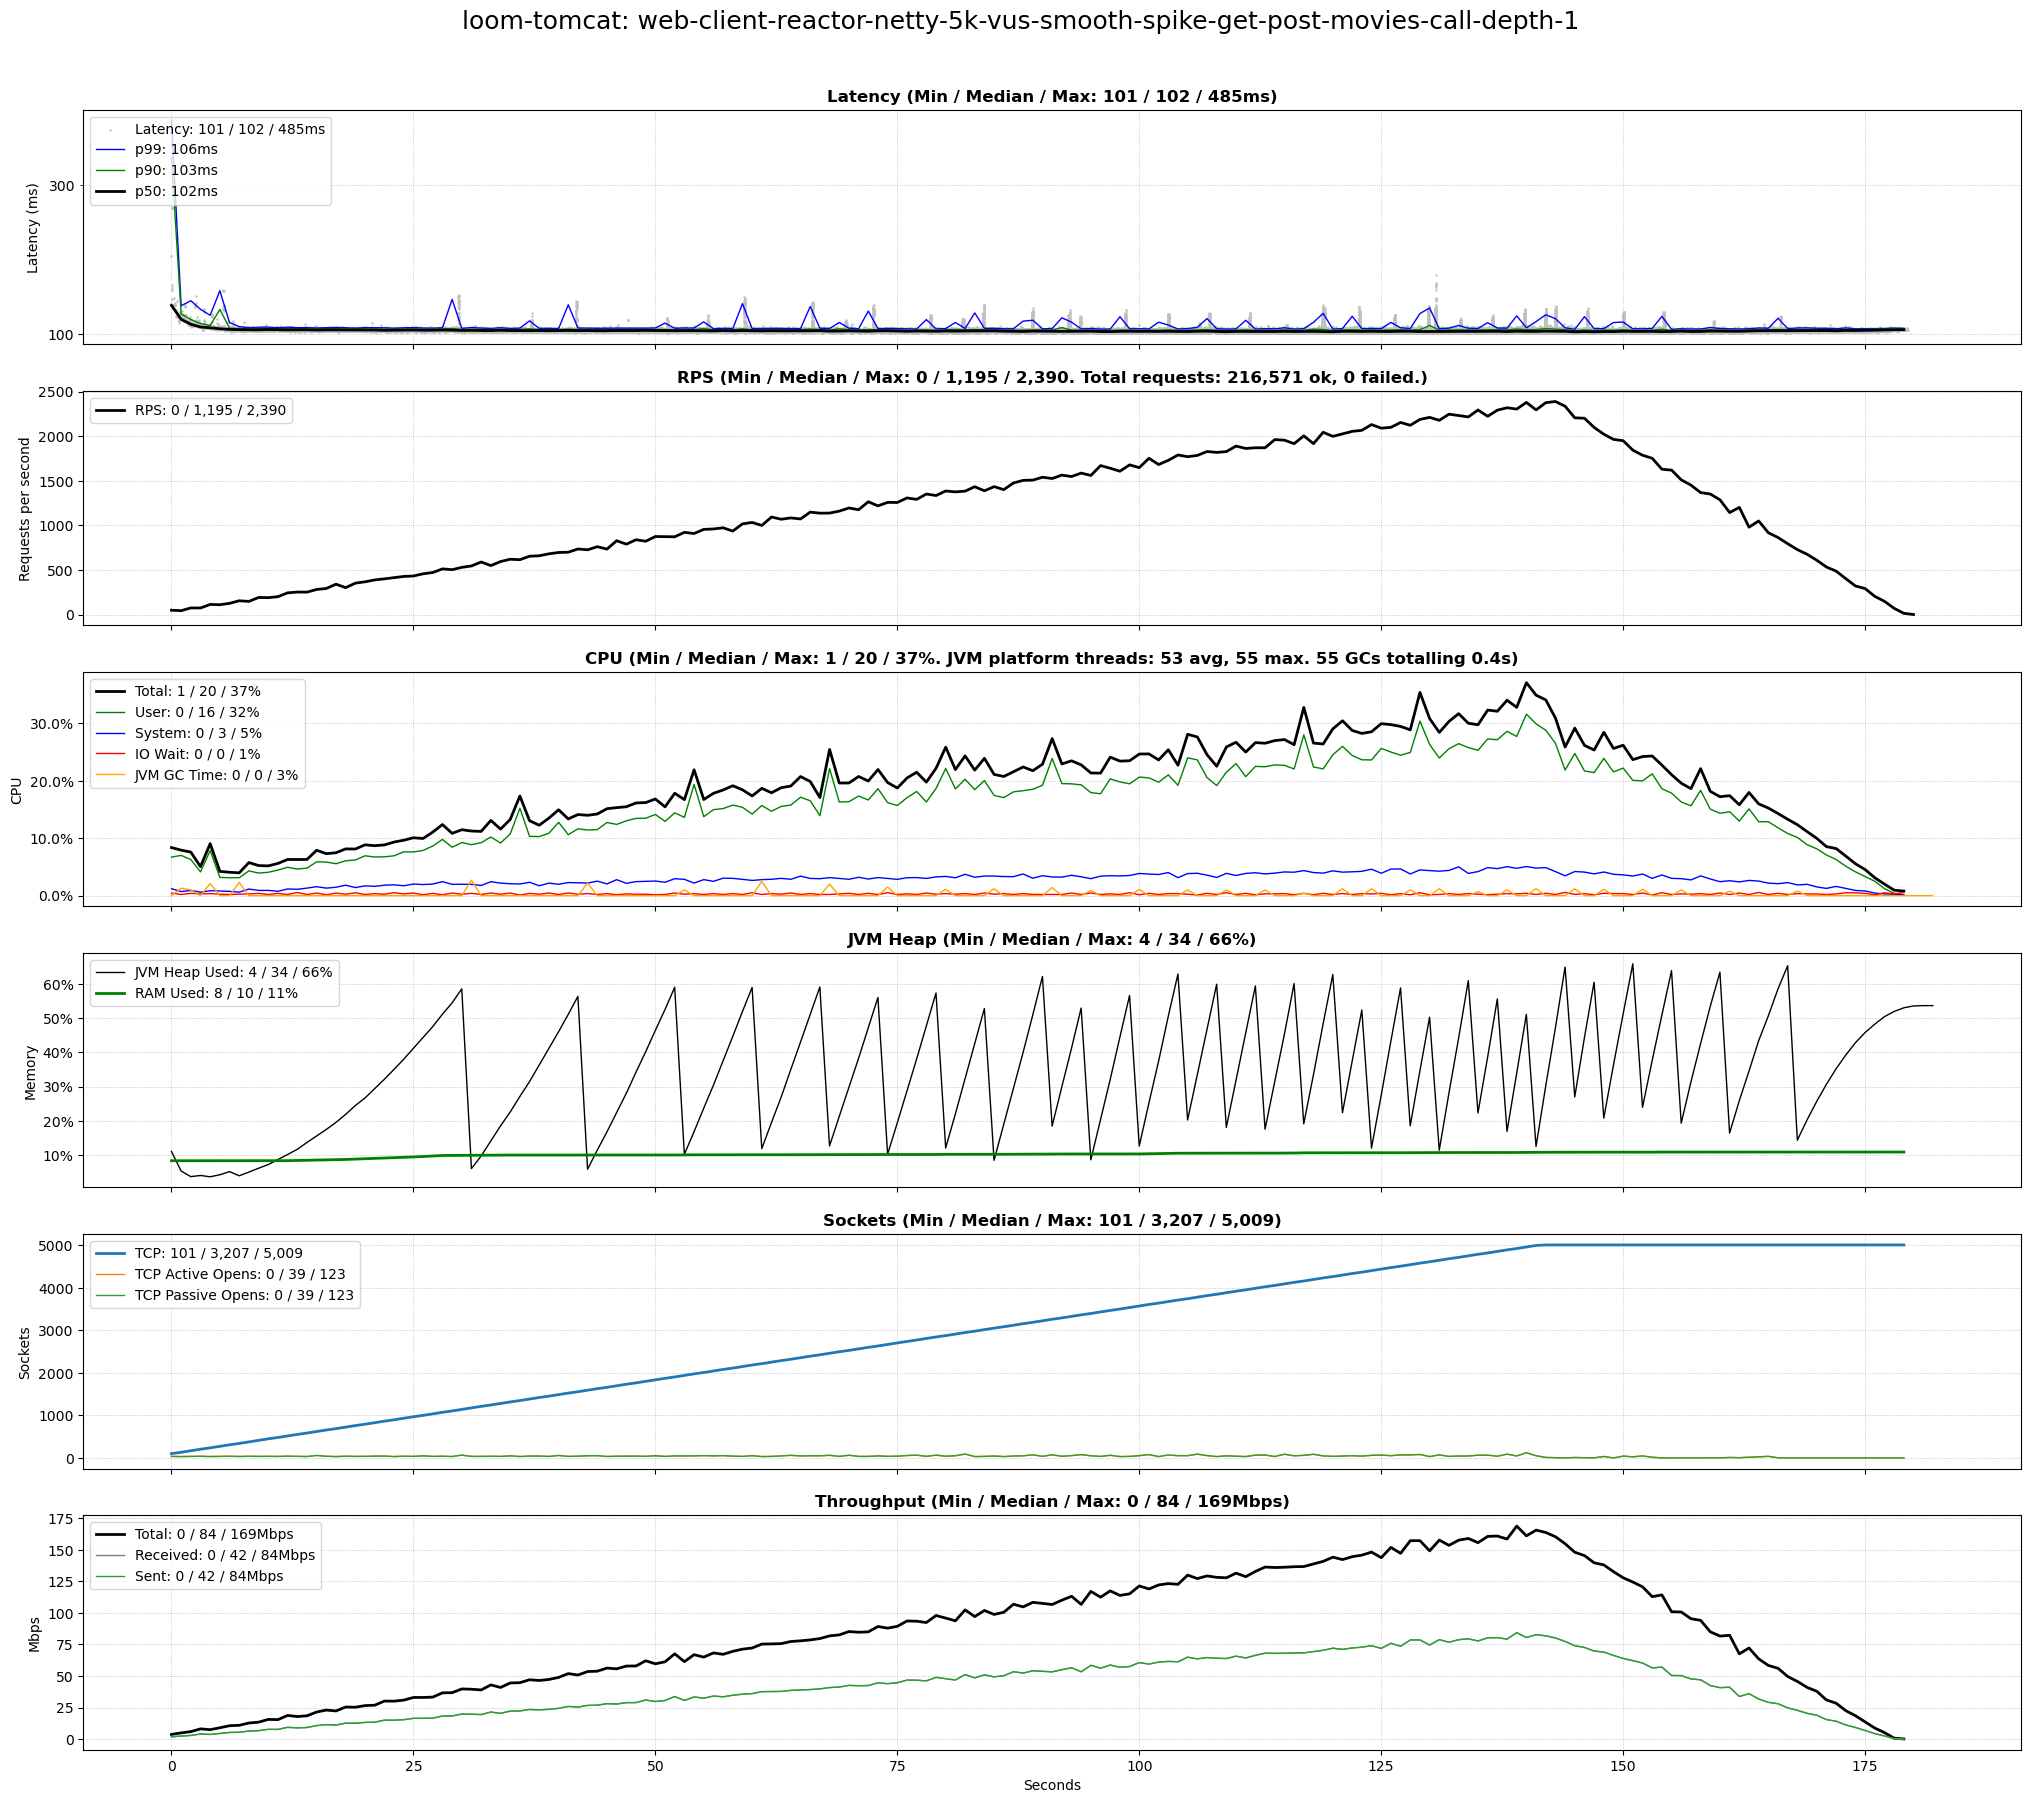 loom-tomcat: web-client-reactor-netty-5k-vus-smooth-spike-get-post-movies-call-depth-1
Latency (Min / Median / Max: 101 / 102 / 485ms)
Latency: 101 / 102 / 485ms
p99: 106ms
p90: 103ms
p50: 102ms
Latency (ms)
300
100
RPS (Min / Median / Max: 0 / 1,195 / 2,390. Total requests: 216,571 ok, 0 failed.)
RPS: 0 / 1,195 / 2,390
Requests per second
2500
2000
1500
1000
500
0
CPU (Min / Median / Max: 1 / 20 / 37%. JVM platform threads: 53 avg, 55 max. 55 GCs totalling 0.4s)
Total: 1 / 20 / 37%
User: 0 / 16 / 32%
System: 0 / 3 / 5%
IO Wait: 0 / 0 / 1%
JVM GC Time: 0 / 0 / 3%
CPU
30.0%
20.0%
10.0%
0.0%
JVM Heap (Min / Median / Max: 4 / 34 / 66%)
JVM Heap Used: 4 / 34 / 66%
RAM Used: 8 / 10 / 11%
Memory
60%
50%
40%
30%
20%
10%
Sockets (Min / Median / Max: 101 / 3,207 / 5,009)
TCP: 101 / 3,207 / 5,009
TCP Active Opens: 0 / 39 / 123
TCP Passive Opens: 0 / 39 / 123
Sockets
5000
4000
3000
2000
1000
0
Throughput (Min / Median / Max: 0 / 84 / 169Mbps)
Total: 0 / 84 / 169Mbps
Received: 0 / 42 / 84Mbps
Sent: 0 / 42 / 84Mbps
Mbps
175
150
125
100
75
50
25
0
0 25 50 75 100 125 150 175
Seconds